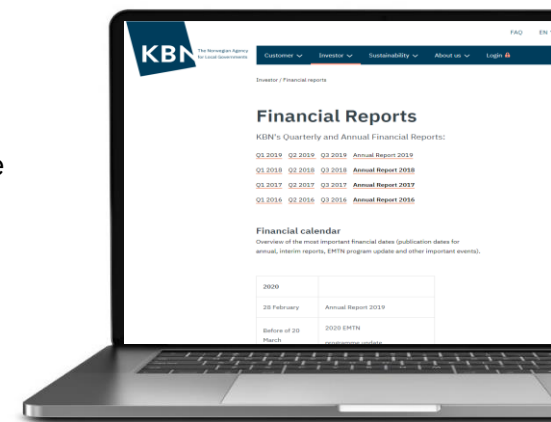 FAQ EN
KBN
The Norwegian Agency
for Local Governments
Customer Investor Sustainability About us Login
Investor / Financial reports
Financial Reports
KBN's Quarterly and Annual Financial Reports:
Q1 2019 Q2 2019 Q3 2019 Annual Report 2019
Q1 2018 Q2 2018 Q3 2018 Annual Report 2018
Q1 2017 Q2 2017 Q3 2017 Annual Report 2017
Q1 2016 Q2 2016 Q3 2016 Annual Report 2016
e
Financial calendar
Overview of the most important financial dates (publication dates for
annual, interim reports, EMTN program update and other important events).
2020
20 February Annual Report 2019
Before of 20 2020 EMTN
March programme update